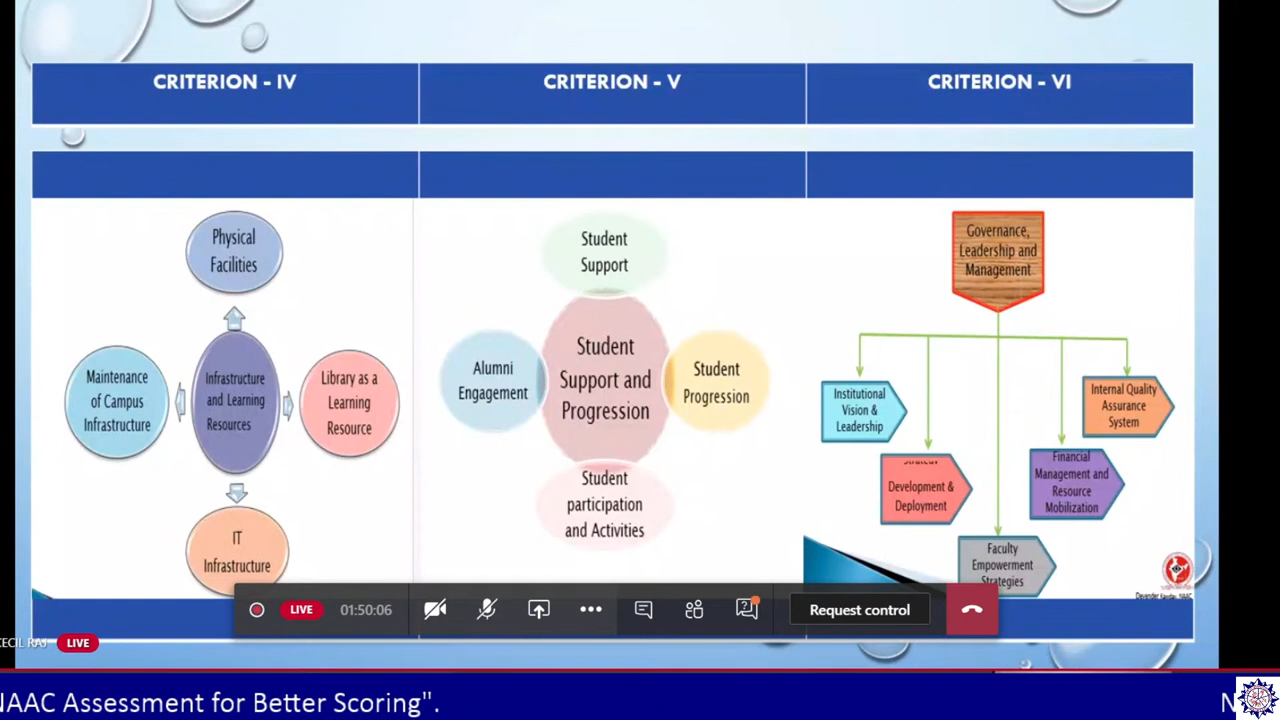 CRITERION - IV
CRITERION - V
CRITERION - VI
Physical
Facilities
Maintenance
of Campus
Infrastructure
Infrastructure
and Learning
Resources
Library as a
Learning
Resource
IT
Infrastructure
Student
Support
Alumni
Engagement
Student
Support and
Progression
Student
Progression
Student
participation
and Activities
Governance,
Leadership and
Management
Institutional
Vision &
Leadership
Development &
Deployment
Faculty
Empowerment
Strategies
Financial
Management and
Resource
Mobilization
Internal Quality
Assurance
System
LIVE
01:50:06
Request control
CECIL RAJ
LIVE
NAAC Assessment for Better Scoring".
N